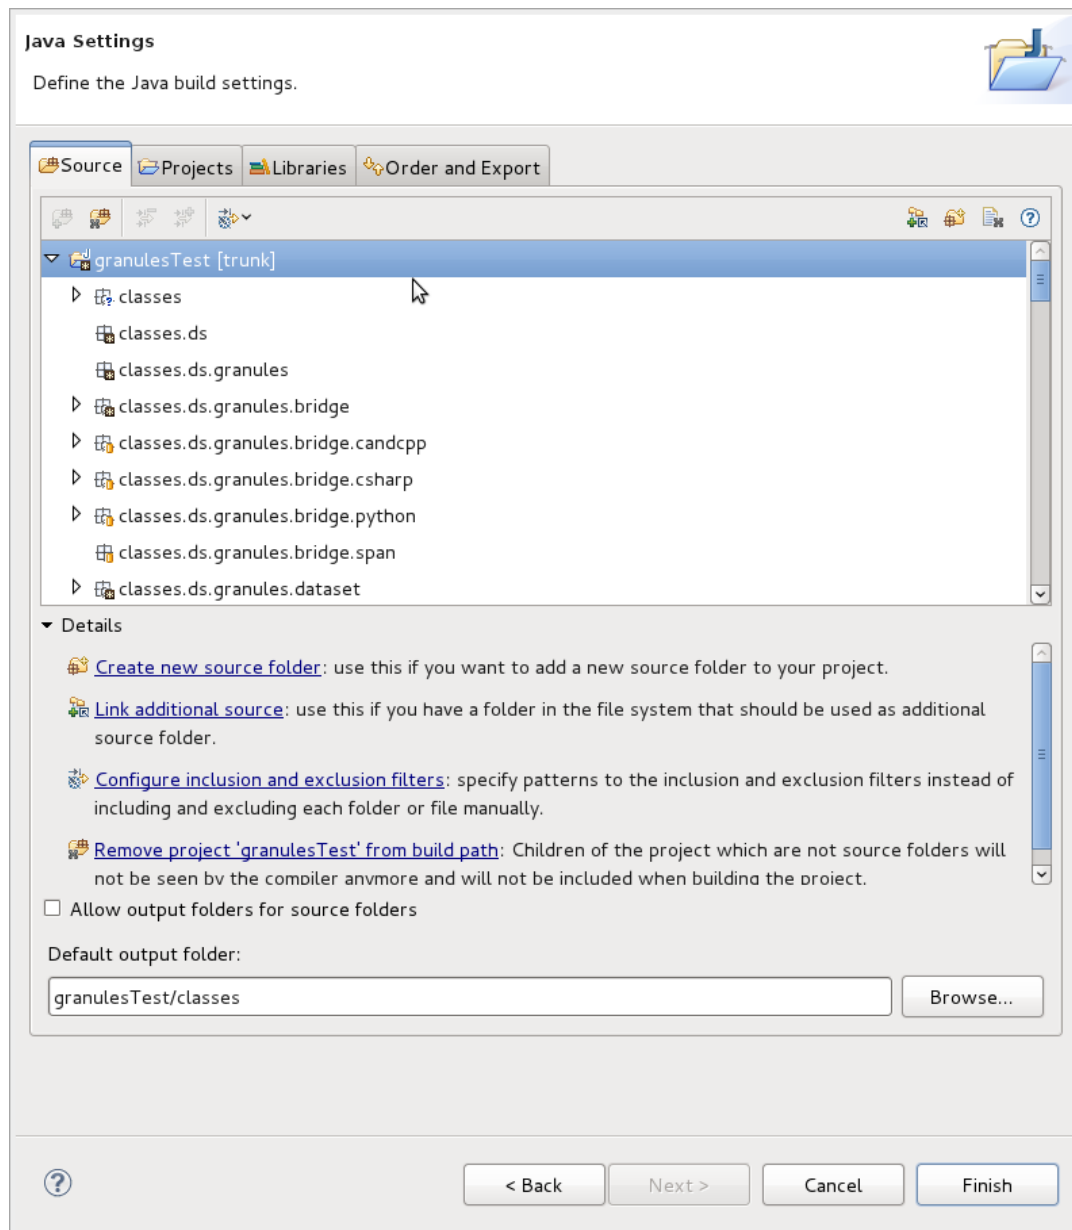 Java Settings
Define the Java build settings.
Source Projects Libraries Order and Export
granulesTest [trunk]
classes
classes.ds
classes.ds.granules
classes.ds.granules.bridge
classes.ds.granules.bridge.candcpp
classes.ds.granules.bridge.csharp
classes.ds.granules.bridge.python
classes.ds.granules.bridge.span
classes.ds.granules.dataset
Details
Create new source folder: use this if you want to add a new source folder to your project.
Link additional source: use this if you have a folder in the file system that should be used as additional
source folder.
Configure inclusion and exclusion filters: specify patterns to the inclusion and exclusion filters instead of
including and excluding each folder or file manually.
Remove project 'granulesTest' from build path: Children of the project which are not source folders will
not be seen by the compiler anymore and will not be included when building the project.
Allow output folders for source folders
Default output folder:
granulesTest/classes
Browse...
< Back Next > Cancel Finish